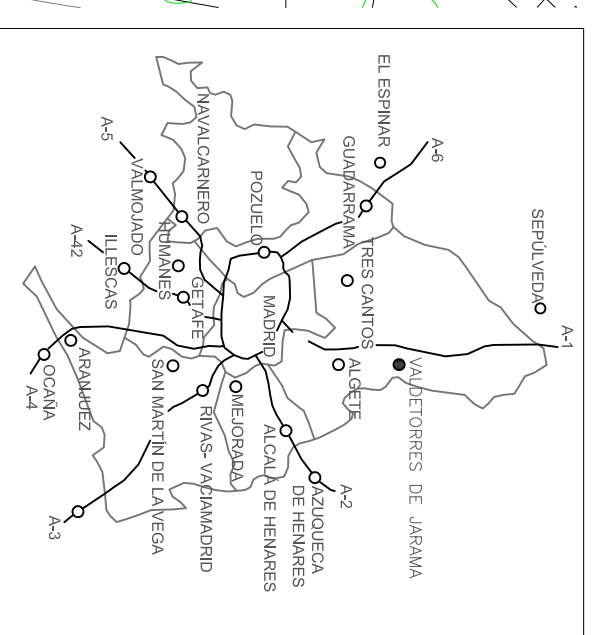 SEPÚLVEDA
A-1
EL ESPINAR
A-6
GUADARRAMA
TRES CANTOS
VALDETORRES DE JARAMA
ALGETE
POZUELO
MADRID
NAVALCARNERO
A-5
VALMOJADO
HUMANES
GETAFE
A-42
ILLESCAS
MEJORADA
ALCALÁ DE HENARES
A-2
AZUQUECA
DE HENARES
RIVAS- VACIAMADRID
SAN MARTÍN DE LA VEGA
ARANJUEZ
OCAÑA
A-4
A-3